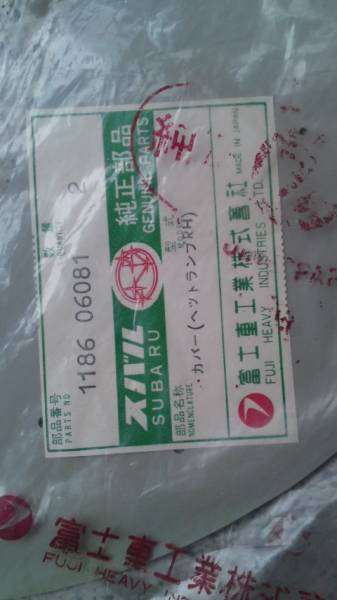 部品番号 数量
PARTS NO QUANTITY
1186 06081 2
スバル 純正部品
SUBARU GENUINE PARTS
部品名称 型式
NOMENCLATURE
カバー(ヘットランプRH)
富士重工業株式会社
FUJI HEAVY INDUSTRIES LTD. MADE IN JAPAN
富士重工業株式
FUJI HEAVY IN